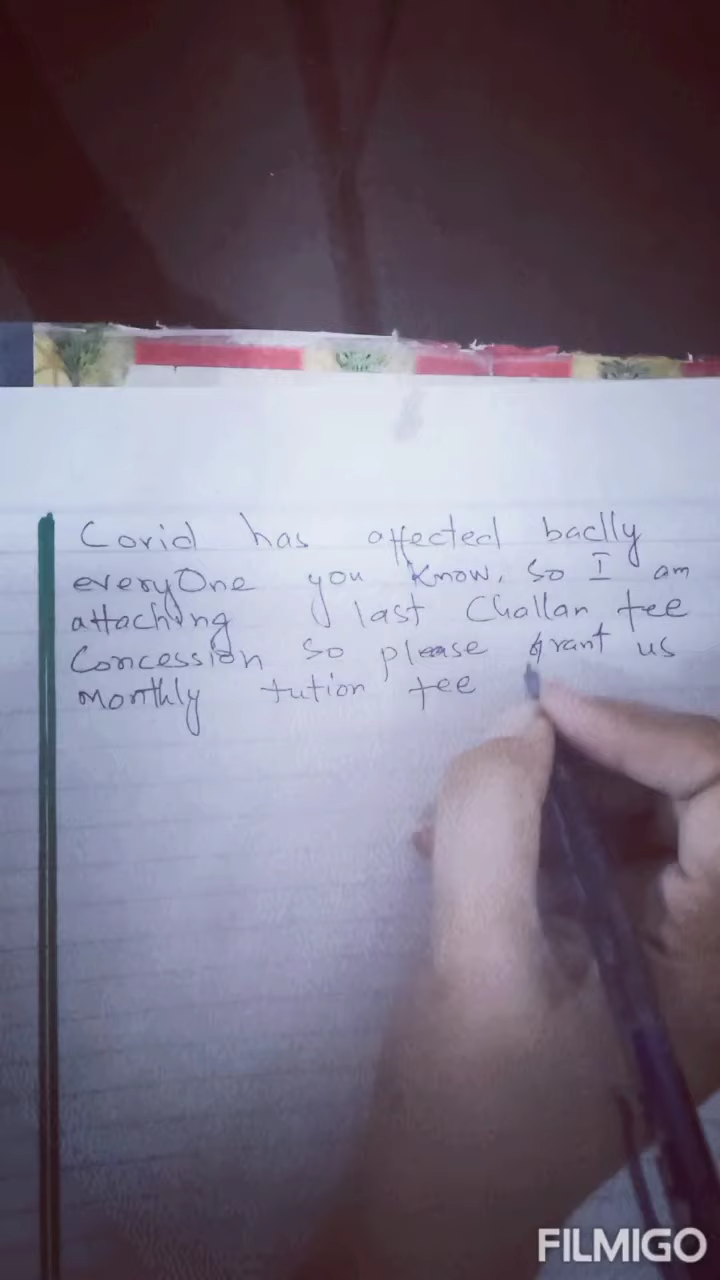 Covid has affected badly
everyOne you know, so I am
attaching last Challan fee
Concession so please grant us
Monthly tution fee
FILMIGO